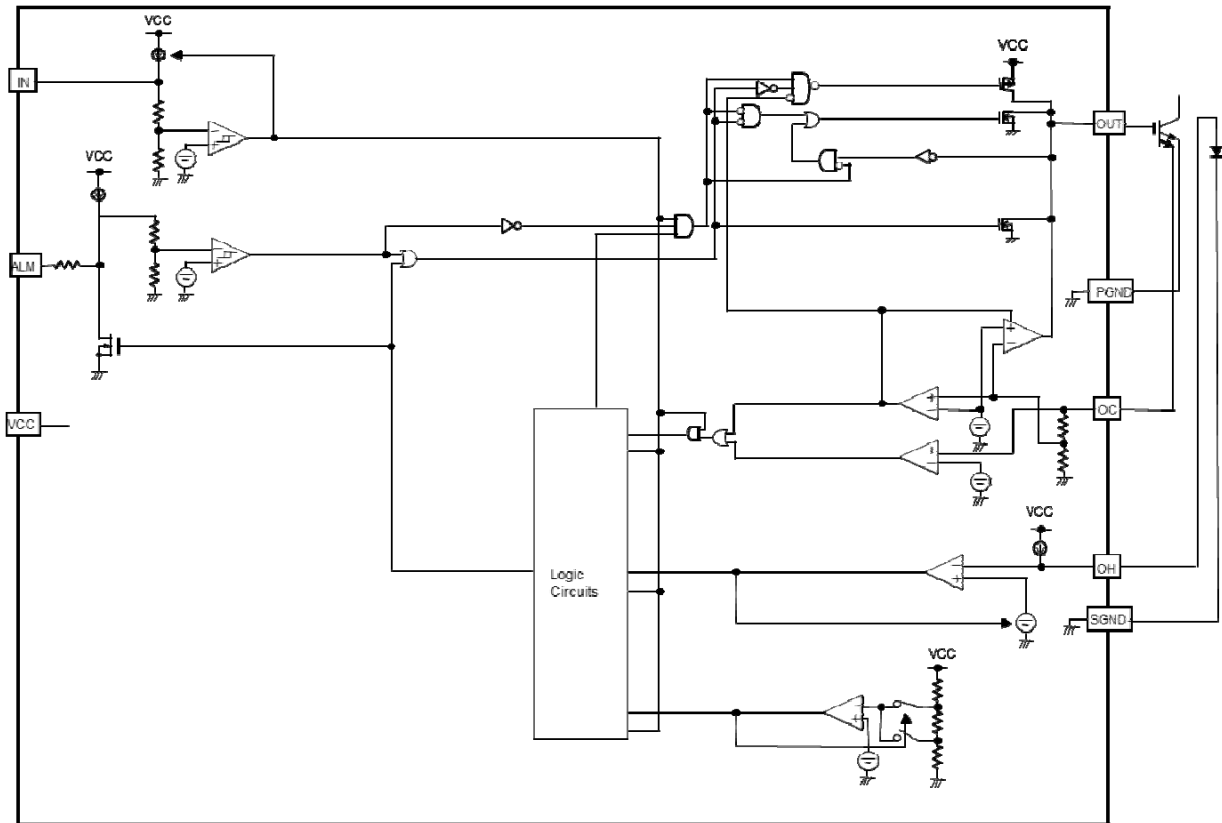 VCC
VCC
IN
OUT
VCC
ALM
PGND
VCC
OC
VCC
OH
Logic
Circuits
SGND
VCC